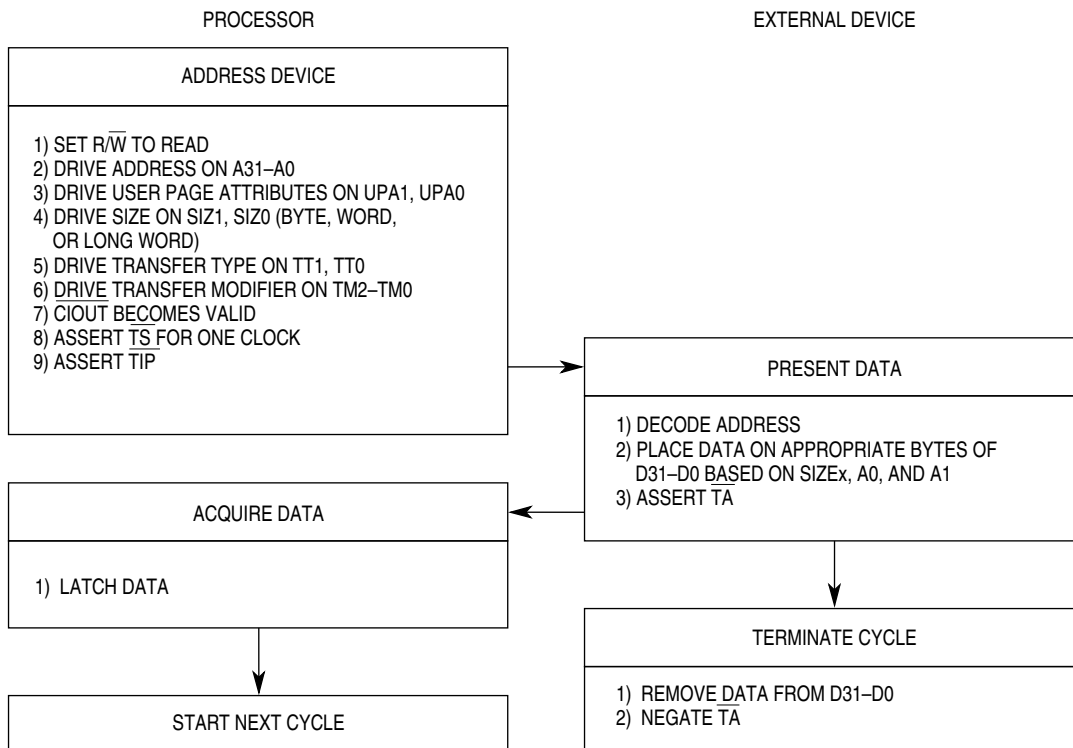 PROCESSOR
EXTERNAL DEVICE
ADDRESS DEVICE
1) SET R/W̅ TO READ
2) DRIVE ADDRESS ON A31–A0
3) DRIVE USER PAGE ATTRIBUTES ON UPA1, UPA0
4) DRIVE SIZE ON SIZ1, SIZ0 (BYTE, WORD,
OR LONG WORD)
5) DRIVE TRANSFER TYPE ON TT1, TT0
6) DRIVE TRANSFER MODIFIER ON TM2–TM0
7) C̅I̅O̅U̅T̅ BECOMES VALID
8) ASSERT T̅S̅ FOR ONE CLOCK
9) ASSERT T̅I̅P̅
PRESENT DATA
1) DECODE ADDRESS
2) PLACE DATA ON APPROPRIATE BYTES OF
D31–D0 BASED ON SIZEx, A0, AND A1
3) ASSERT T̅A̅
ACQUIRE DATA
1) LATCH DATA
TERMINATE CYCLE
1) REMOVE DATA FROM D31–D0
2) NEGATE T̅A̅
START NEXT CYCLE